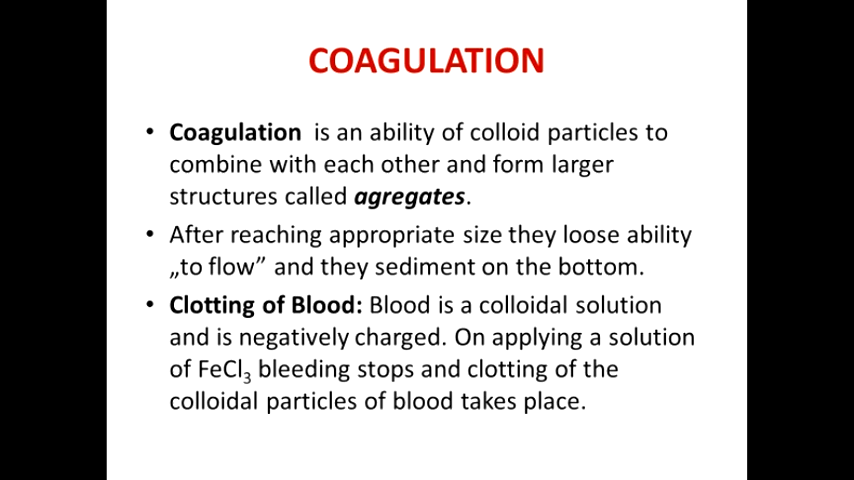 COAGULATION
• Coagulation is an ability of colloid particles to
combine with each other and form larger
structures called agregates.
• After reaching appropriate size they loose ability
„to flow” and they sediment on the bottom.
• Clotting of Blood: Blood is a colloidal solution
and is negatively charged. On applying a solution
of FeCl₃ bleeding stops and clotting of the
colloidal particles of blood takes place.